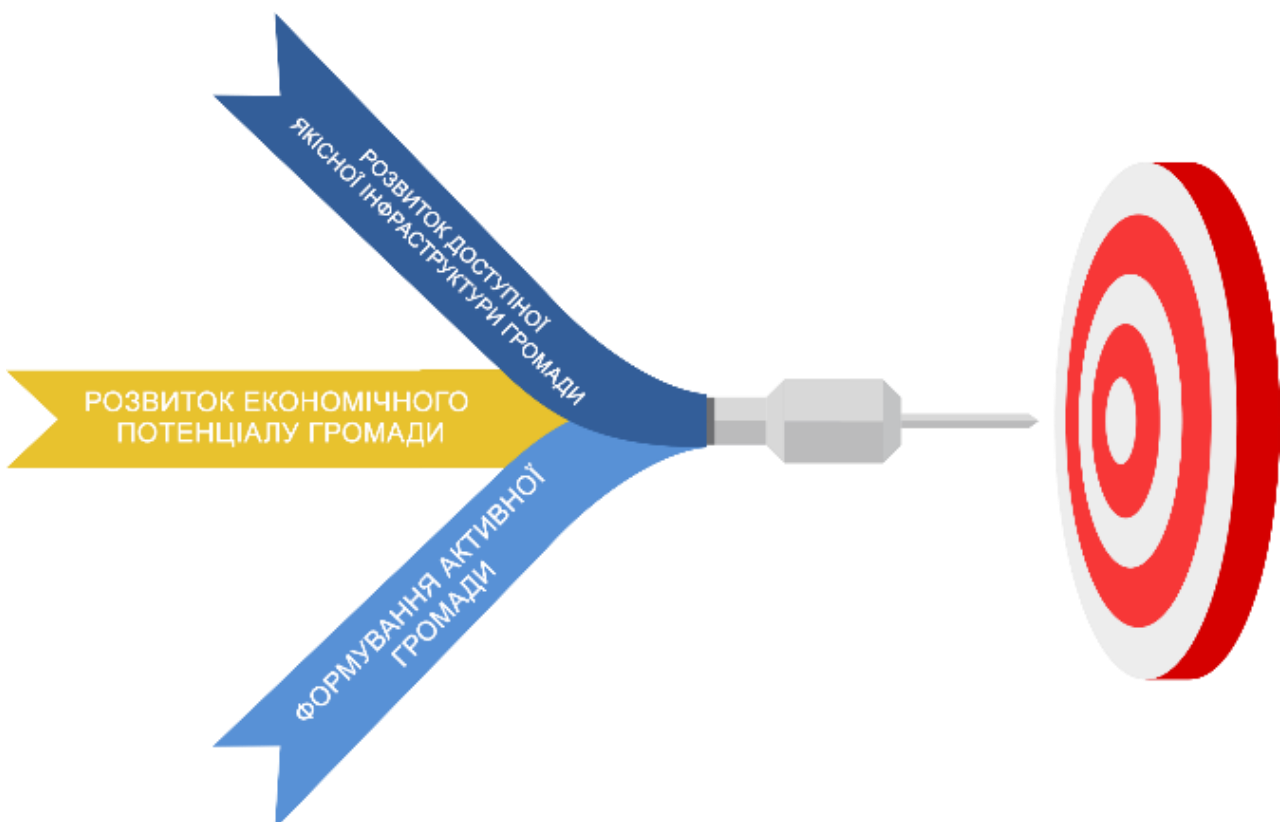 РОЗВИТОК ДОСТУПНОЇ
ЯКІСНОЇ ІНФРАСТРУКТУРИ ГРОМАДИ
РОЗВИТОК ЕКОНОМІЧНОГО
ПОТЕНЦІАЛУ ГРОМАДИ
ФОРМУВАННЯ АКТИВНОЇ
ГРОМАДИ